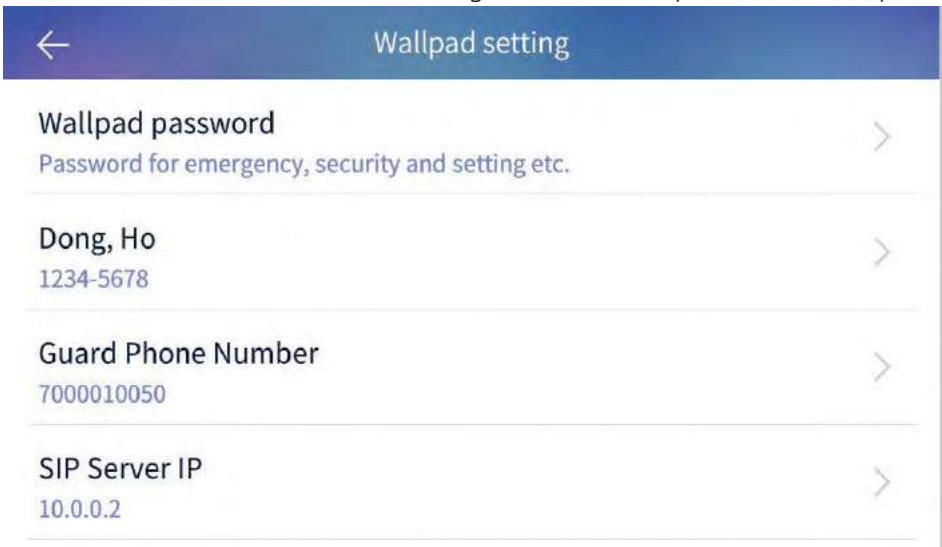 Wallpad setting
Wallpad password
Password for emergency, security and setting etc.
Dong, Ho
1234-5678
Guard Phone Number
7000010050
SIP Server IP
10.0.0.2